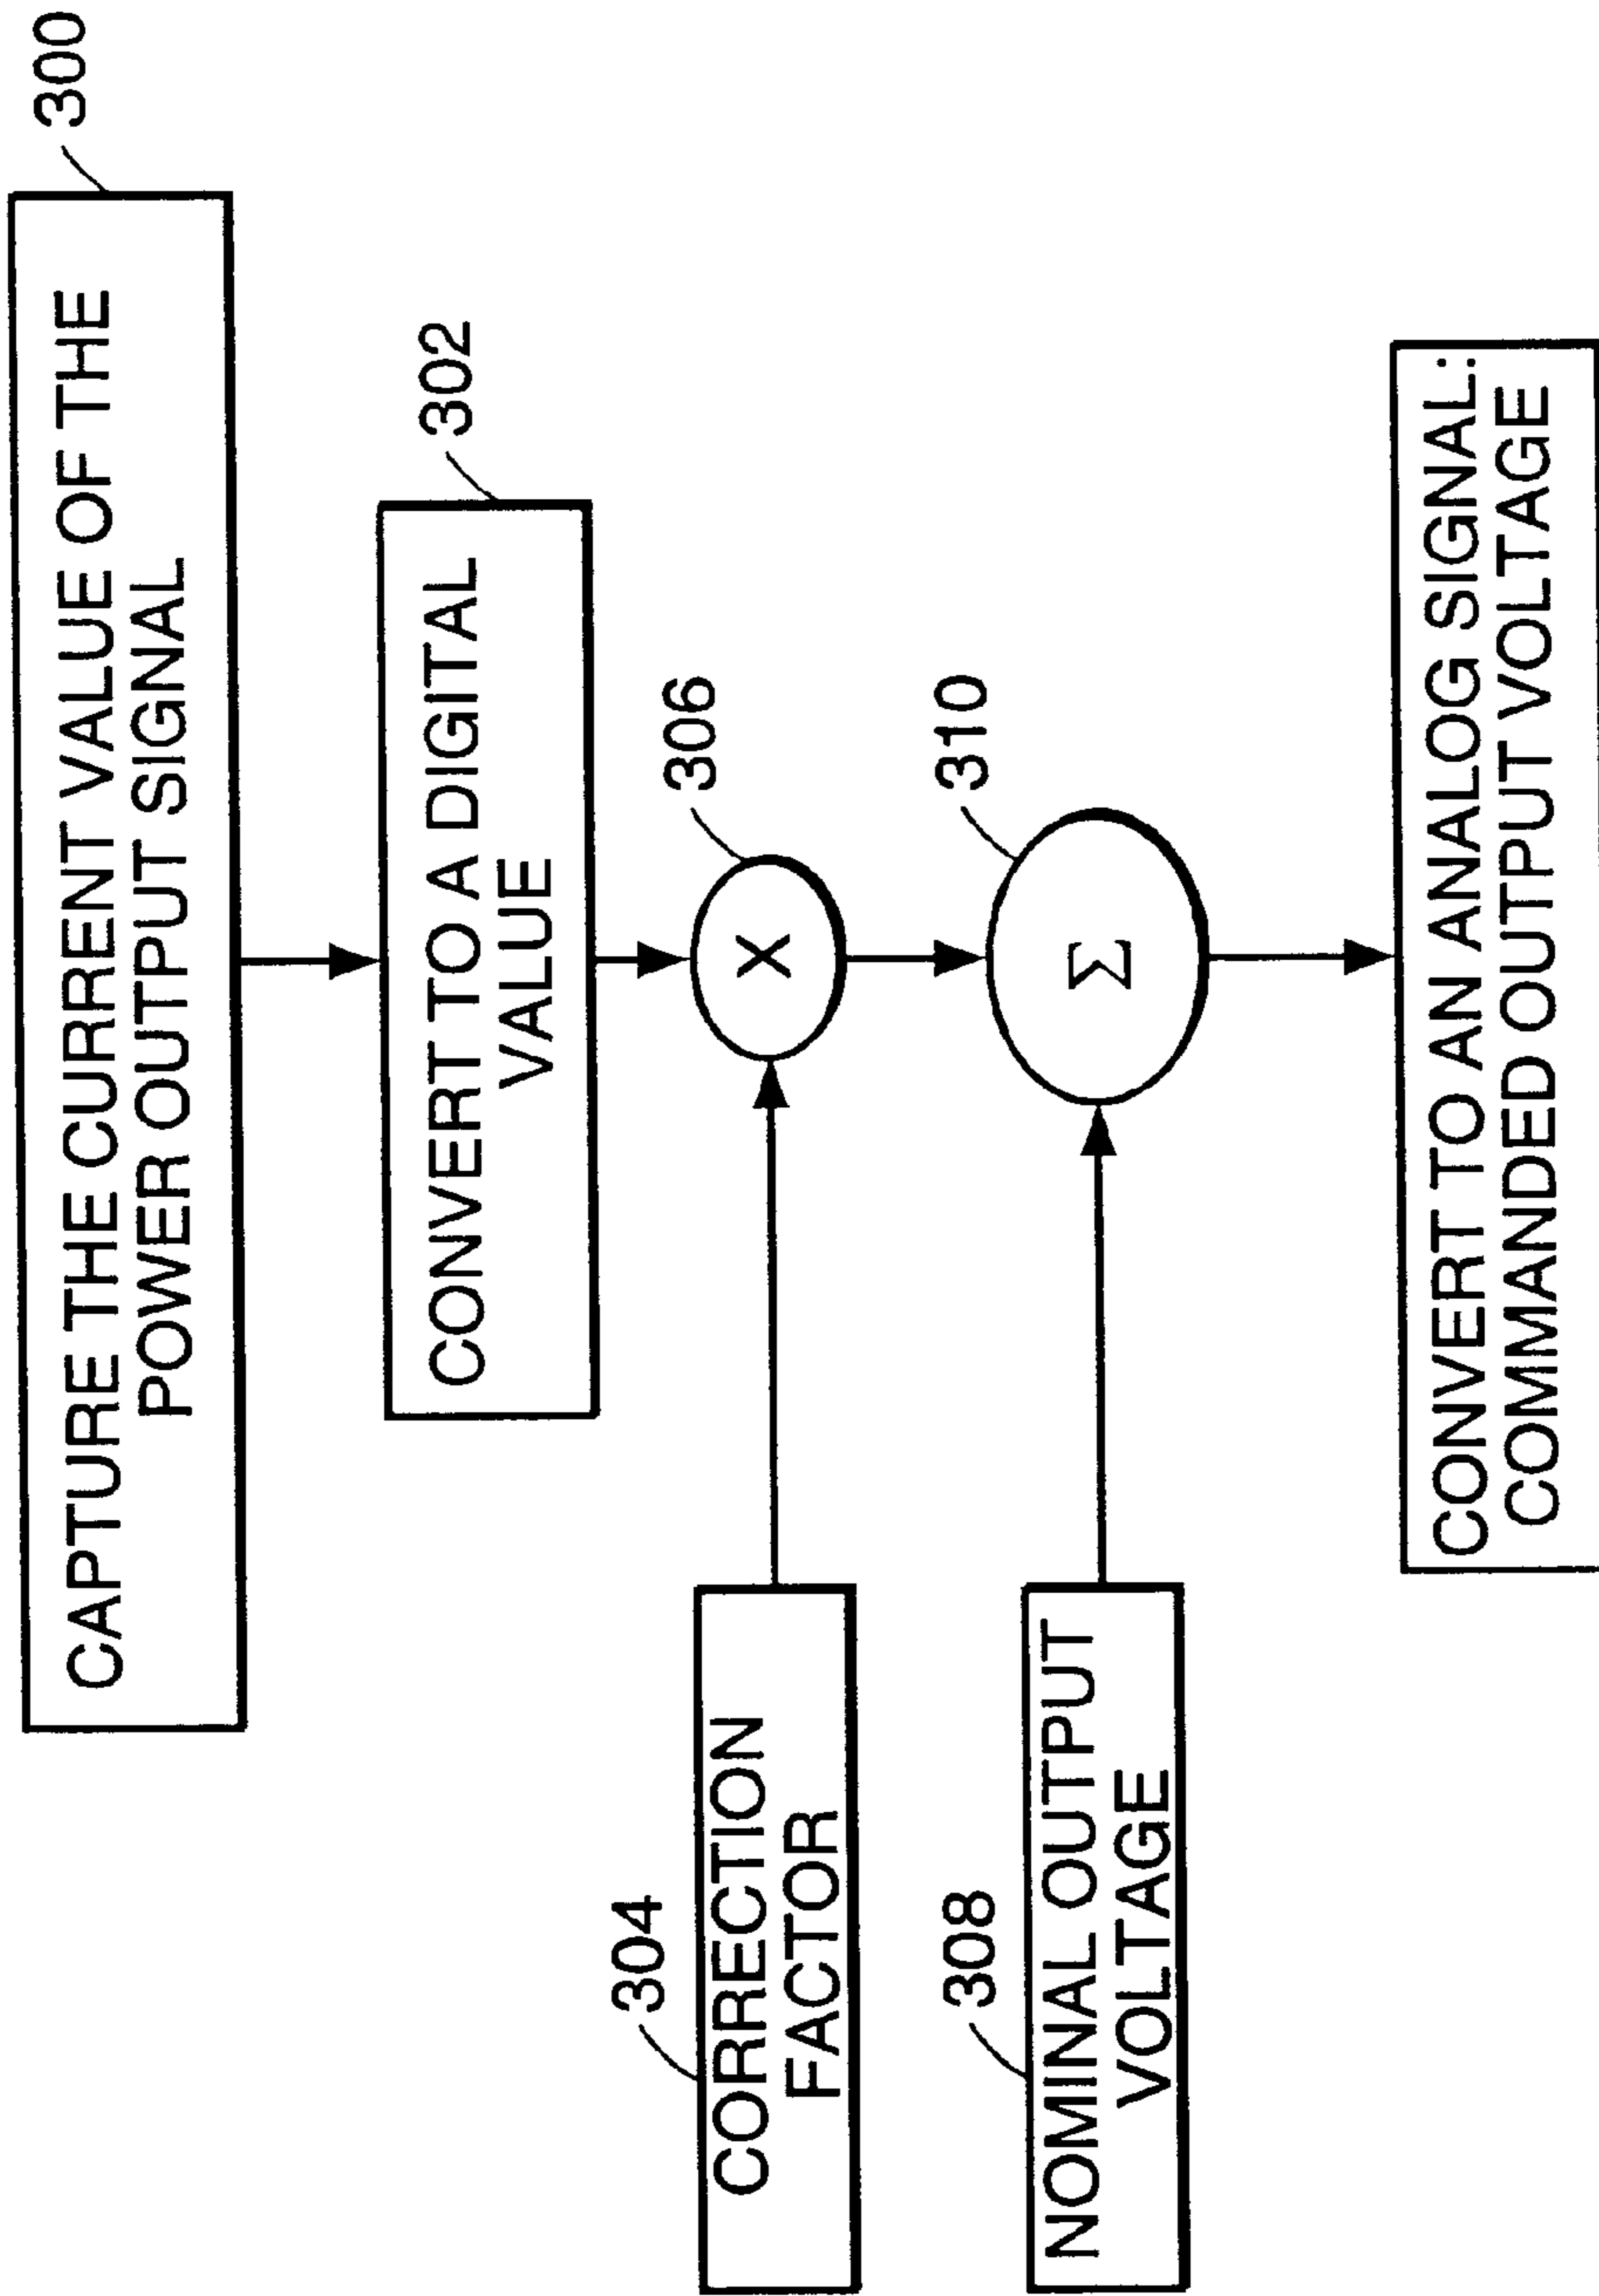 300
CAPTURE THE CURRENT VALUE OF THE
POWER OUTPUT SIGNAL
302
CONVERT TO A DIGITAL
VALUE
304
CORRECTION
FACTOR
306
X
308
NOMINAL OUTPUT
VOLTAGE
310
Σ
CONVERT TO AN ANALOG SIGNAL:
COMMANDED OUTPUT VOLTAGE